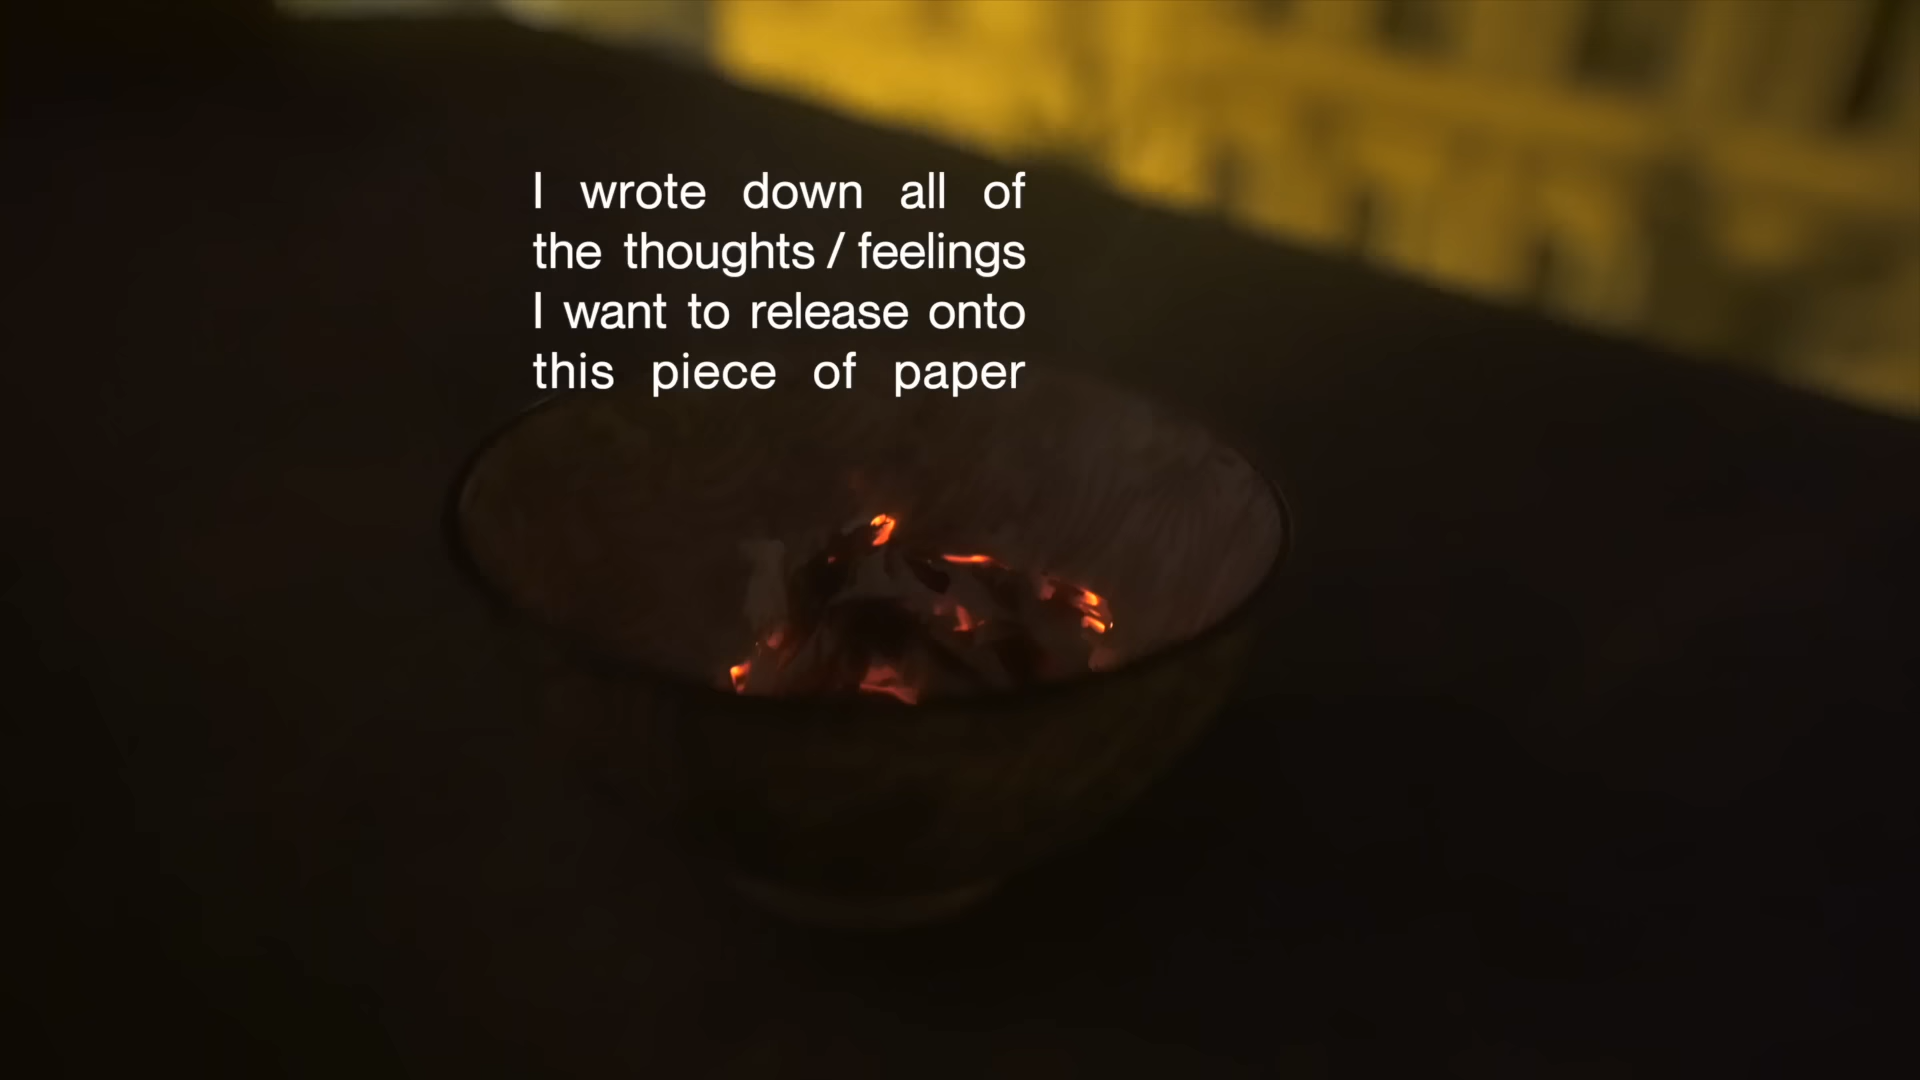 I wrote down all of
the thoughts / feelings
I want to release onto
this piece of paper